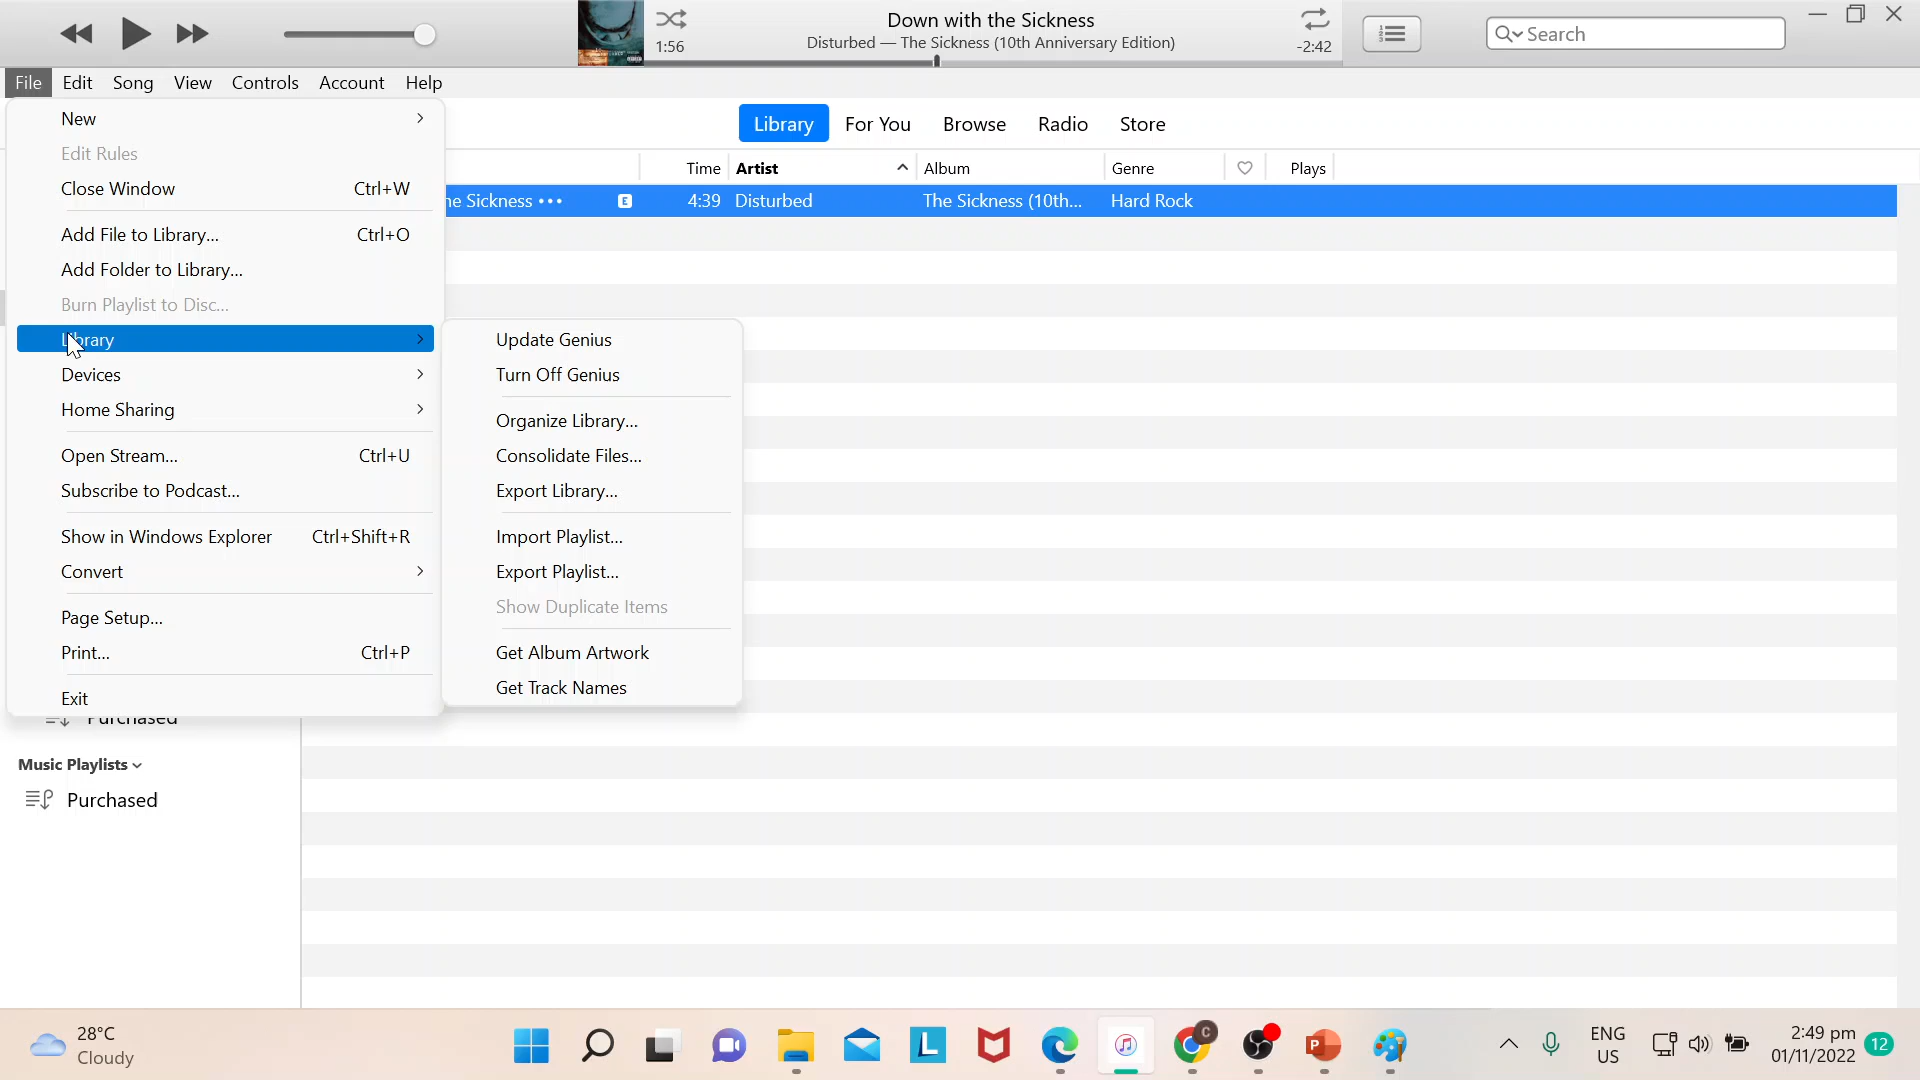 Down with the Sickness
1:56
Disturbed — The Sickness (10th Anniversary Edition)
-2:42
Search
File Edit Song View Controls Account Help
Library For You Browse Radio Store
Time Artist Album Genre Plays
he Sickness ••• E 4:39 Disturbed The Sickness (10th... Hard Rock
New
Edit Rules
Close Window Ctrl+W
Add File to Library... Ctrl+O
Add Folder to Library...
Burn Playlist to Disc...
Library
Devices
Home Sharing
Open Stream... Ctrl+U
Subscribe to Podcast...
Show in Windows Explorer Ctrl+Shift+R
Convert
Page Setup...
Print... Ctrl+P
Exit
Update Genius
Turn Off Genius
Organize Library...
Consolidate Files...
Export Library...
Import Playlist...
Export Playlist...
Show Duplicate Items
Get Album Artwork
Get Track Names
Purchased
Music Playlists
Purchased
28°C
Cloudy
L
C
P
ENG
US
2:49 pm
01/11/2022
12